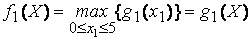 f₁(X) = max{g₁(x₁)} = g₁(X)
0≤x₁≤5